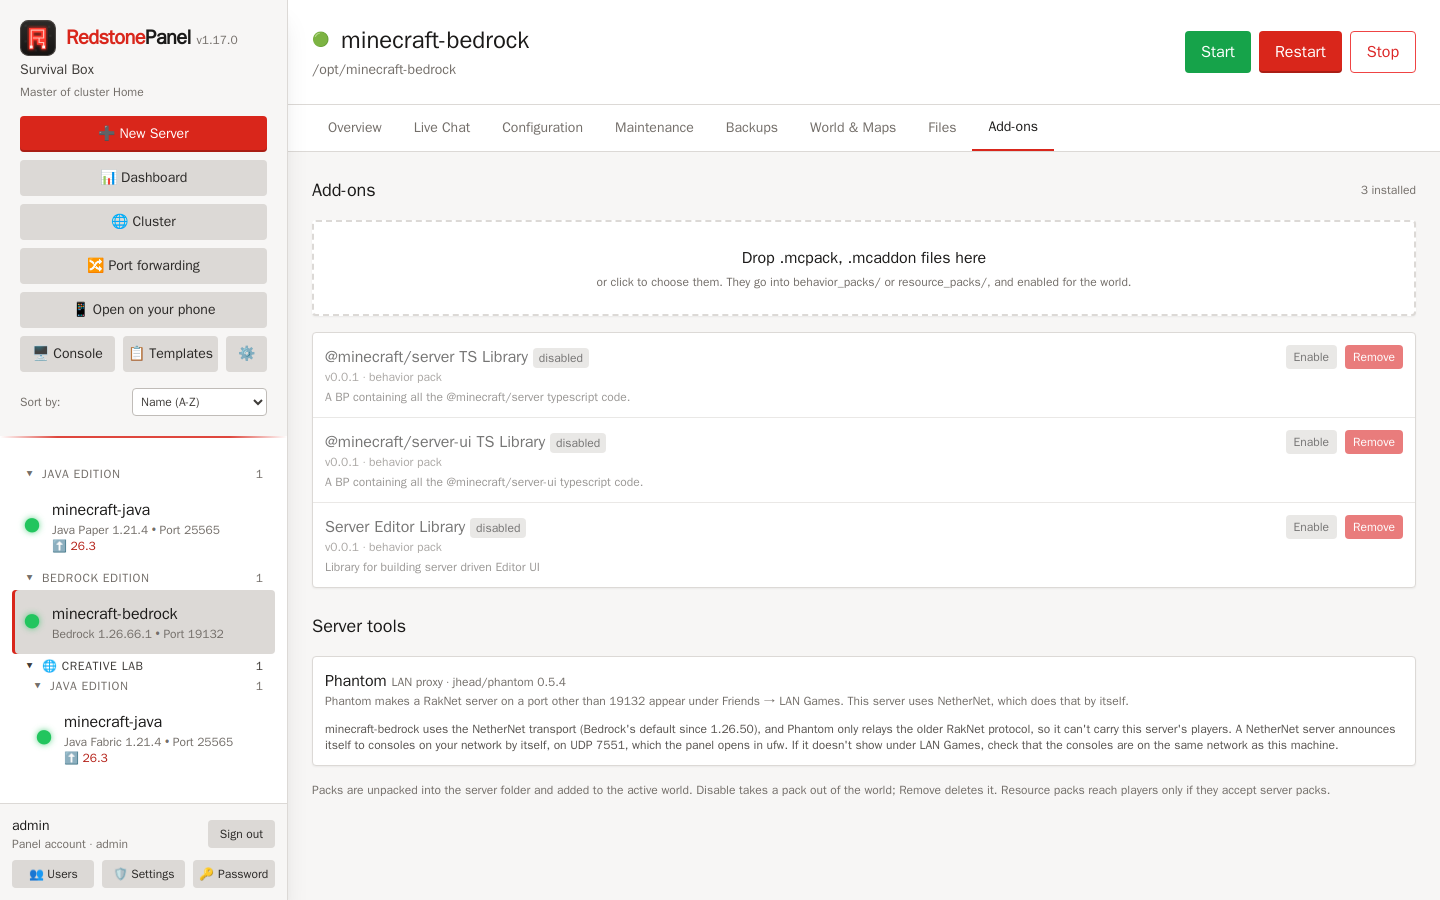 RedstonePanel v1.17.0
Survival Box
Master of cluster Home
New Server
Dashboard
Cluster
Port forwarding
Open on your phone
Console
Templates
Sort by:
Name (A-Z)
JAVA EDITION 1
minecraft-java
Java Paper 1.21.4 • Port 25565
26.3
BEDROCK EDITION 1
minecraft-bedrock
Bedrock 1.26.66.1 • Port 19132
CREATIVE LAB 1
JAVA EDITION 1
minecraft-java
Java Fabric 1.21.4 • Port 25565
26.3
admin
Panel account · admin
Sign out
Users
Settings
Password
minecraft-bedrock
/opt/minecraft-bedrock
Start
Restart
Stop
Overview
Live Chat
Configuration
Maintenance
Backups
World & Maps
Files
Add-ons
Add-ons
3 installed
Drop .mcpack, .mcaddon files here
or click to choose them. They go into behavior_packs/ or resource_packs/, and enabled for the world.
@minecraft/server TS Library disabled
Enable
Remove
v0.0.1 · behavior pack
A BP containing all the @minecraft/server typescript code.
@minecraft/server-ui TS Library disabled
Enable
Remove
v0.0.1 · behavior pack
A BP containing all the @minecraft/server-ui typescript code.
Server Editor Library disabled
Enable
Remove
v0.0.1 · behavior pack
Library for building server driven Editor UI
Server tools
Phantom LAN proxy · jhead/phantom 0.5.4
Phantom makes a RakNet server on a port other than 19132 appear under Friends → LAN Games. This server uses NetherNet, which does that by itself.
minecraft-bedrock uses the NetherNet transport (Bedrock's default since 1.26.50), and Phantom only relays the older RakNet protocol, so it can't carry this server's players. A NetherNet server announces
itself to consoles on your network by itself, on UDP 7551, which the panel opens in ufw. If it doesn't show under LAN Games, check that the consoles are on the same network as this machine.
Packs are unpacked into the server folder and added to the active world. Disable takes a pack out of the world; Remove deletes it. Resource packs reach players only if they accept server packs.